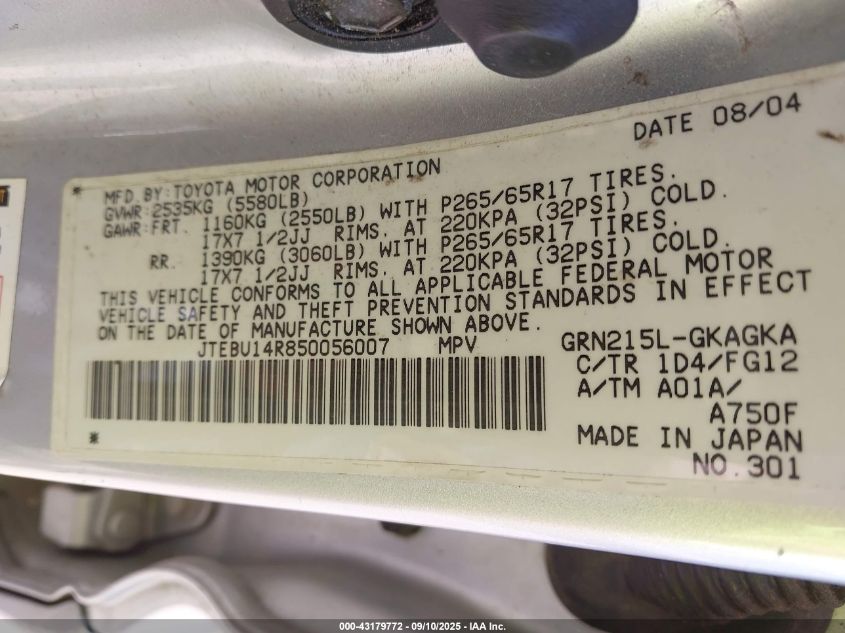 DATE 08/04
MFD.BY:TOYOTA MOTOR CORPORATION
GVWR:2535KG (5580LB)
GAWR:FRT. 1160KG (2550LB) WITH P265/65R17 TIRES.
17X7 1/2JJ RIMS. AT 220KPA (32PSI) COLD.
RR. 1390KG (3060LB) WITH P265/65R17 TIRES.
17X7 1/2JJ RIMS. AT 220KPA (32PSI) COLD.
THIS VEHICLE CONFORMS TO ALL APPLICABLE FEDERAL MOTOR
VEHICLE SAFETY AND THEFT PREVENTION STANDARDS IN EFFECT
ON THE DATE OF MANUFACTURE SHOWN ABOVE.
JTEBU14R850056007 MPV
GRN215L-GKAGKA
C/TR 1D4/FG12
A/TM A01A/
A750F
MADE IN JAPAN
NO.301
000-43179772 - 09/10/2025 - IAA Inc.